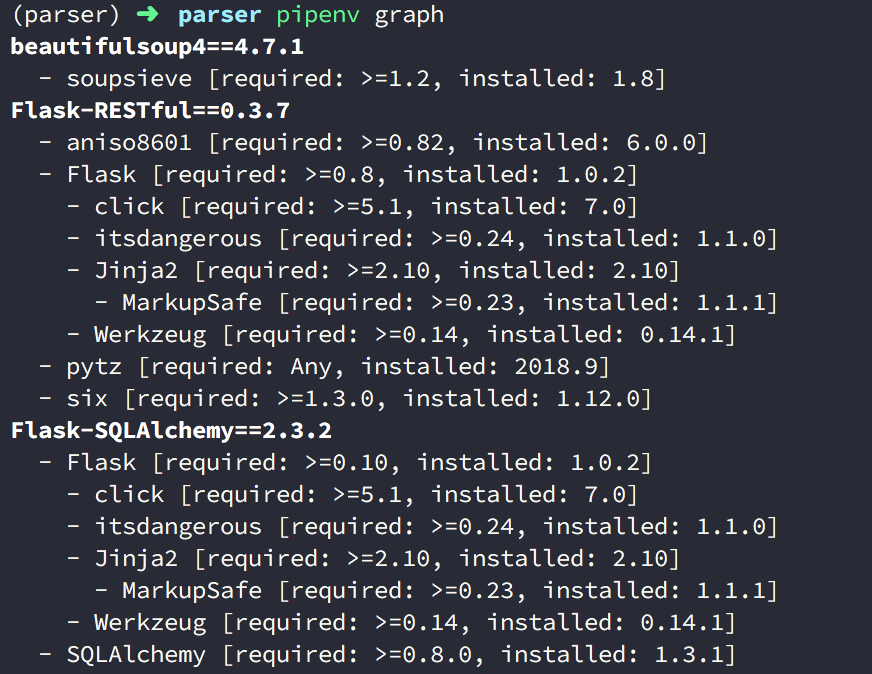 (parser) ➜ parser pipenv graph
beautifulsoup4==4.7.1
  - soupsieve [required: >=1.2, installed: 1.8]
Flask-RESTful==0.3.7
  - aniso8601 [required: >=0.82, installed: 6.0.0]
  - Flask [required: >=0.8, installed: 1.0.2]
    - click [required: >=5.1, installed: 7.0]
    - itsdangerous [required: >=0.24, installed: 1.1.0]
    - Jinja2 [required: >=2.10, installed: 2.10]
      - MarkupSafe [required: >=0.23, installed: 1.1.1]
    - Werkzeug [required: >=0.14, installed: 0.14.1]
  - pytz [required: Any, installed: 2018.9]
  - six [required: >=1.3.0, installed: 1.12.0]
Flask-SQLAlchemy==2.3.2
  - Flask [required: >=0.10, installed: 1.0.2]
    - click [required: >=5.1, installed: 7.0]
    - itsdangerous [required: >=0.24, installed: 1.1.0]
    - Jinja2 [required: >=2.10, installed: 2.10]
      - MarkupSafe [required: >=0.23, installed: 1.1.1]
    - Werkzeug [required: >=0.14, installed: 0.14.1]
  - SQLAlchemy [required: >=0.8.0, installed: 1.3.1]